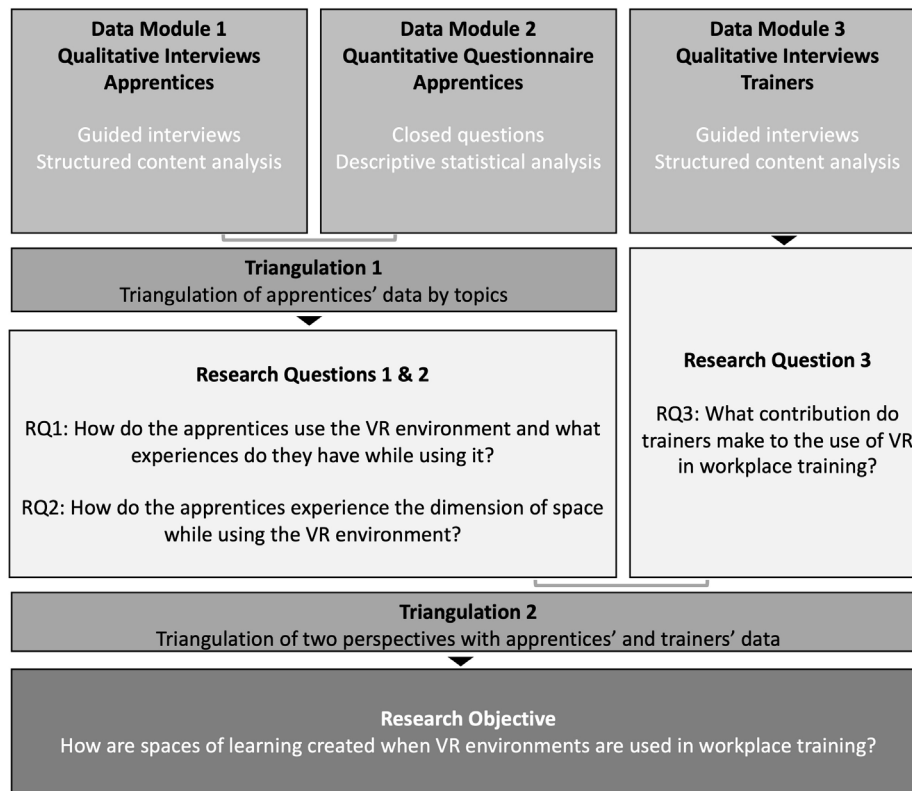 Data Module 1
Qualitative Interviews
Apprentices
Guided interviews
Structured content analysis
Data Module 2
Quantitative Questionnaire
Apprentices
Closed questions
Descriptive statistical analysis
Data Module 3
Qualitative Interviews
Trainers
Guided interviews
Structured content analysis
Triangulation 1
Triangulation of apprentices’ data by topics
Research Questions 1 & 2
RQ1: How do the apprentices use the VR environment and what
experiences do they have while using it?
RQ2: How do the apprentices experience the dimension of space
while using the VR environment?
Research Question 3
RQ3: What contribution do
trainers make to the use of VR
in workplace training?
Triangulation 2
Triangulation of two perspectives with apprentices’ and trainers’ data
Research Objective
How are spaces of learning created when VR environments are used in workplace training?